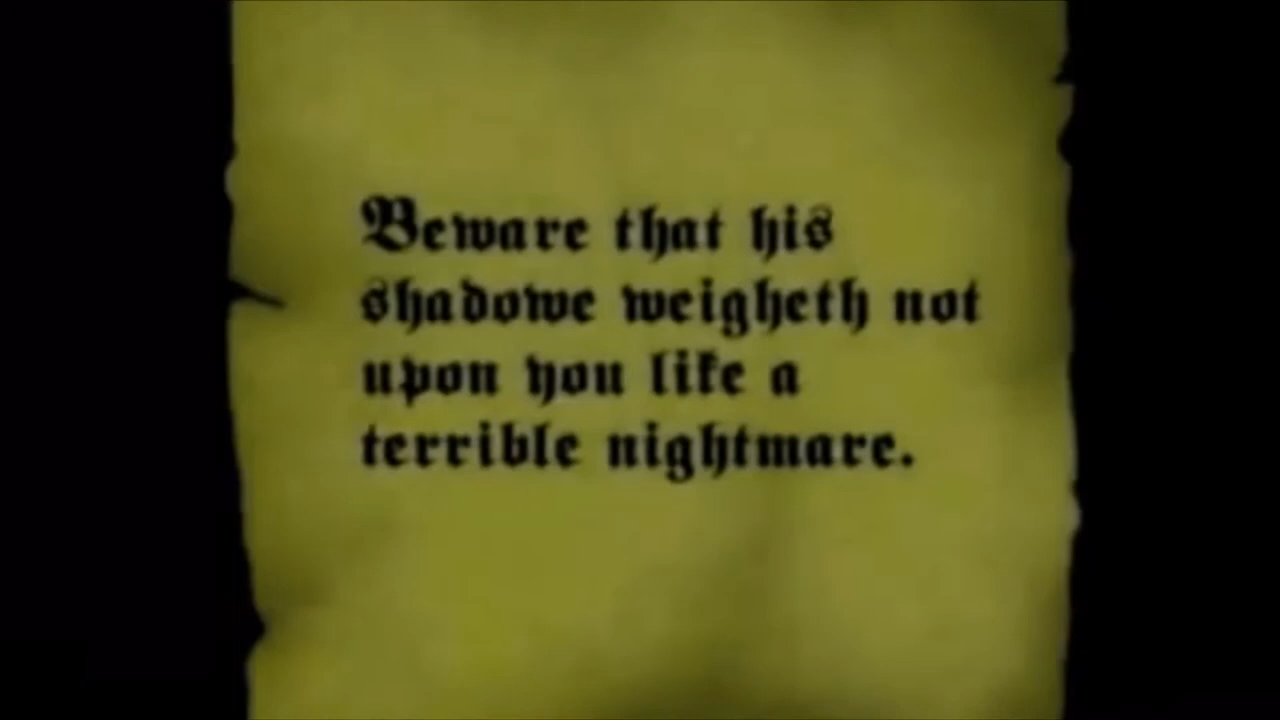 Beware that his
shadowe weigheth not
upon you like a
terrible nightmare.